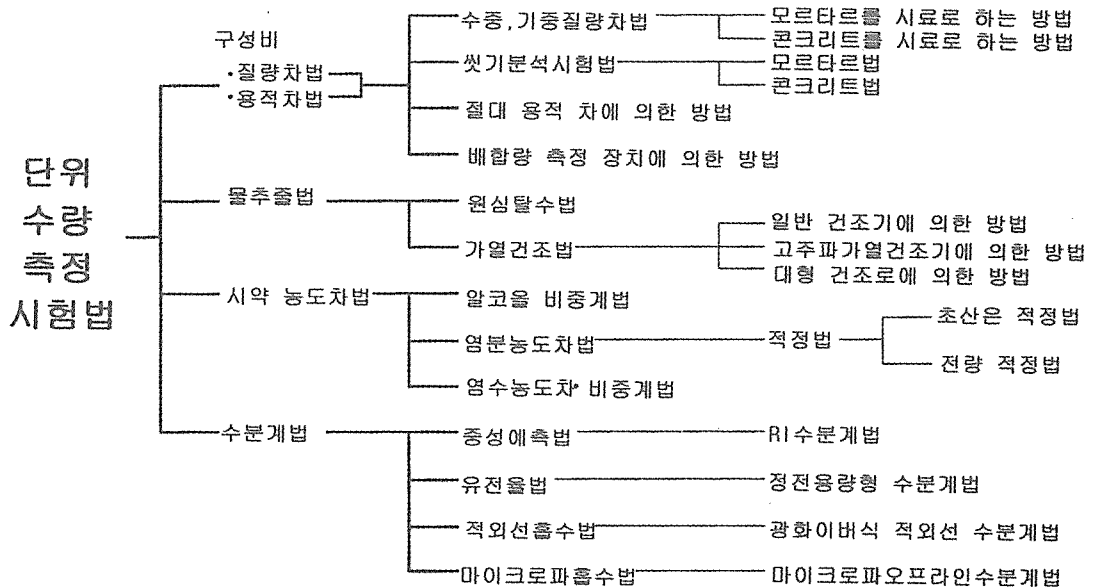 단위
수량
측정
시험법
구성비
•질량차법
•용적차법
수중,기중질량차법
모르타르를 시료로 하는 방법
콘크리트를 시료로 하는 방법
씻기분석시험법
모르타르법
콘크리트법
절대 용적 차에 의한 방법
배합량 측정 장치에 의한 방법
물추출법
원심탈수법
가열건조법
일반 건조기에 의한 방법
고주파가열건조기에 의한 방법
대형 건조로에 의한 방법
시약 농도차법
알코올 비중계법
염분농도차법
적정법
초산은 적정법
전량 적정법
염수농도차• 비중계법
수분계법
중성에측법
RI수분계법
유전율법
정전용량형 수분계법
적외선흡수법
광화이버식 적외선 수분계법
마이크로파흡수법
마이크로파오프라인수분계법